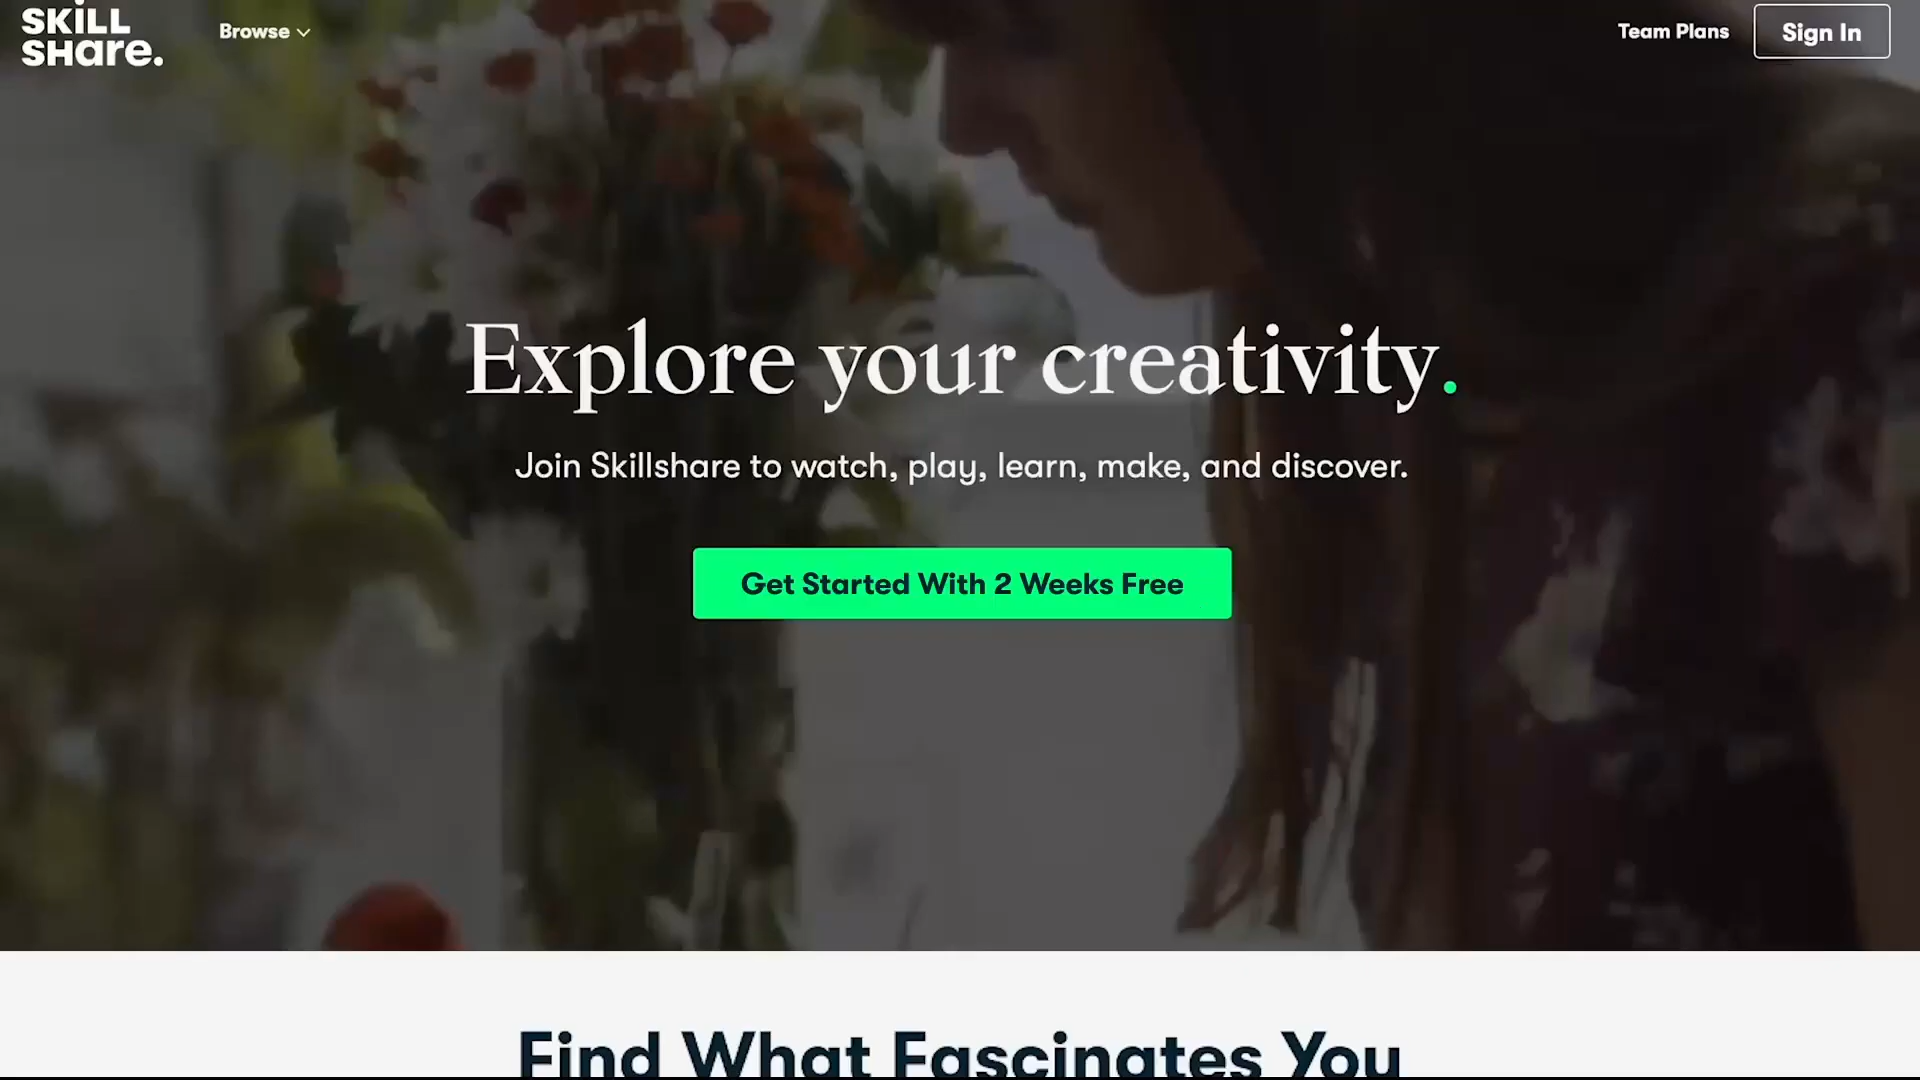 SKiLL
SHare.
Browse
Team Plans
Sign In
Explore your creativity.
Join Skillshare to watch, play, learn, make, and discover.
Get Started With 2 Weeks Free
Find What Fascinates You